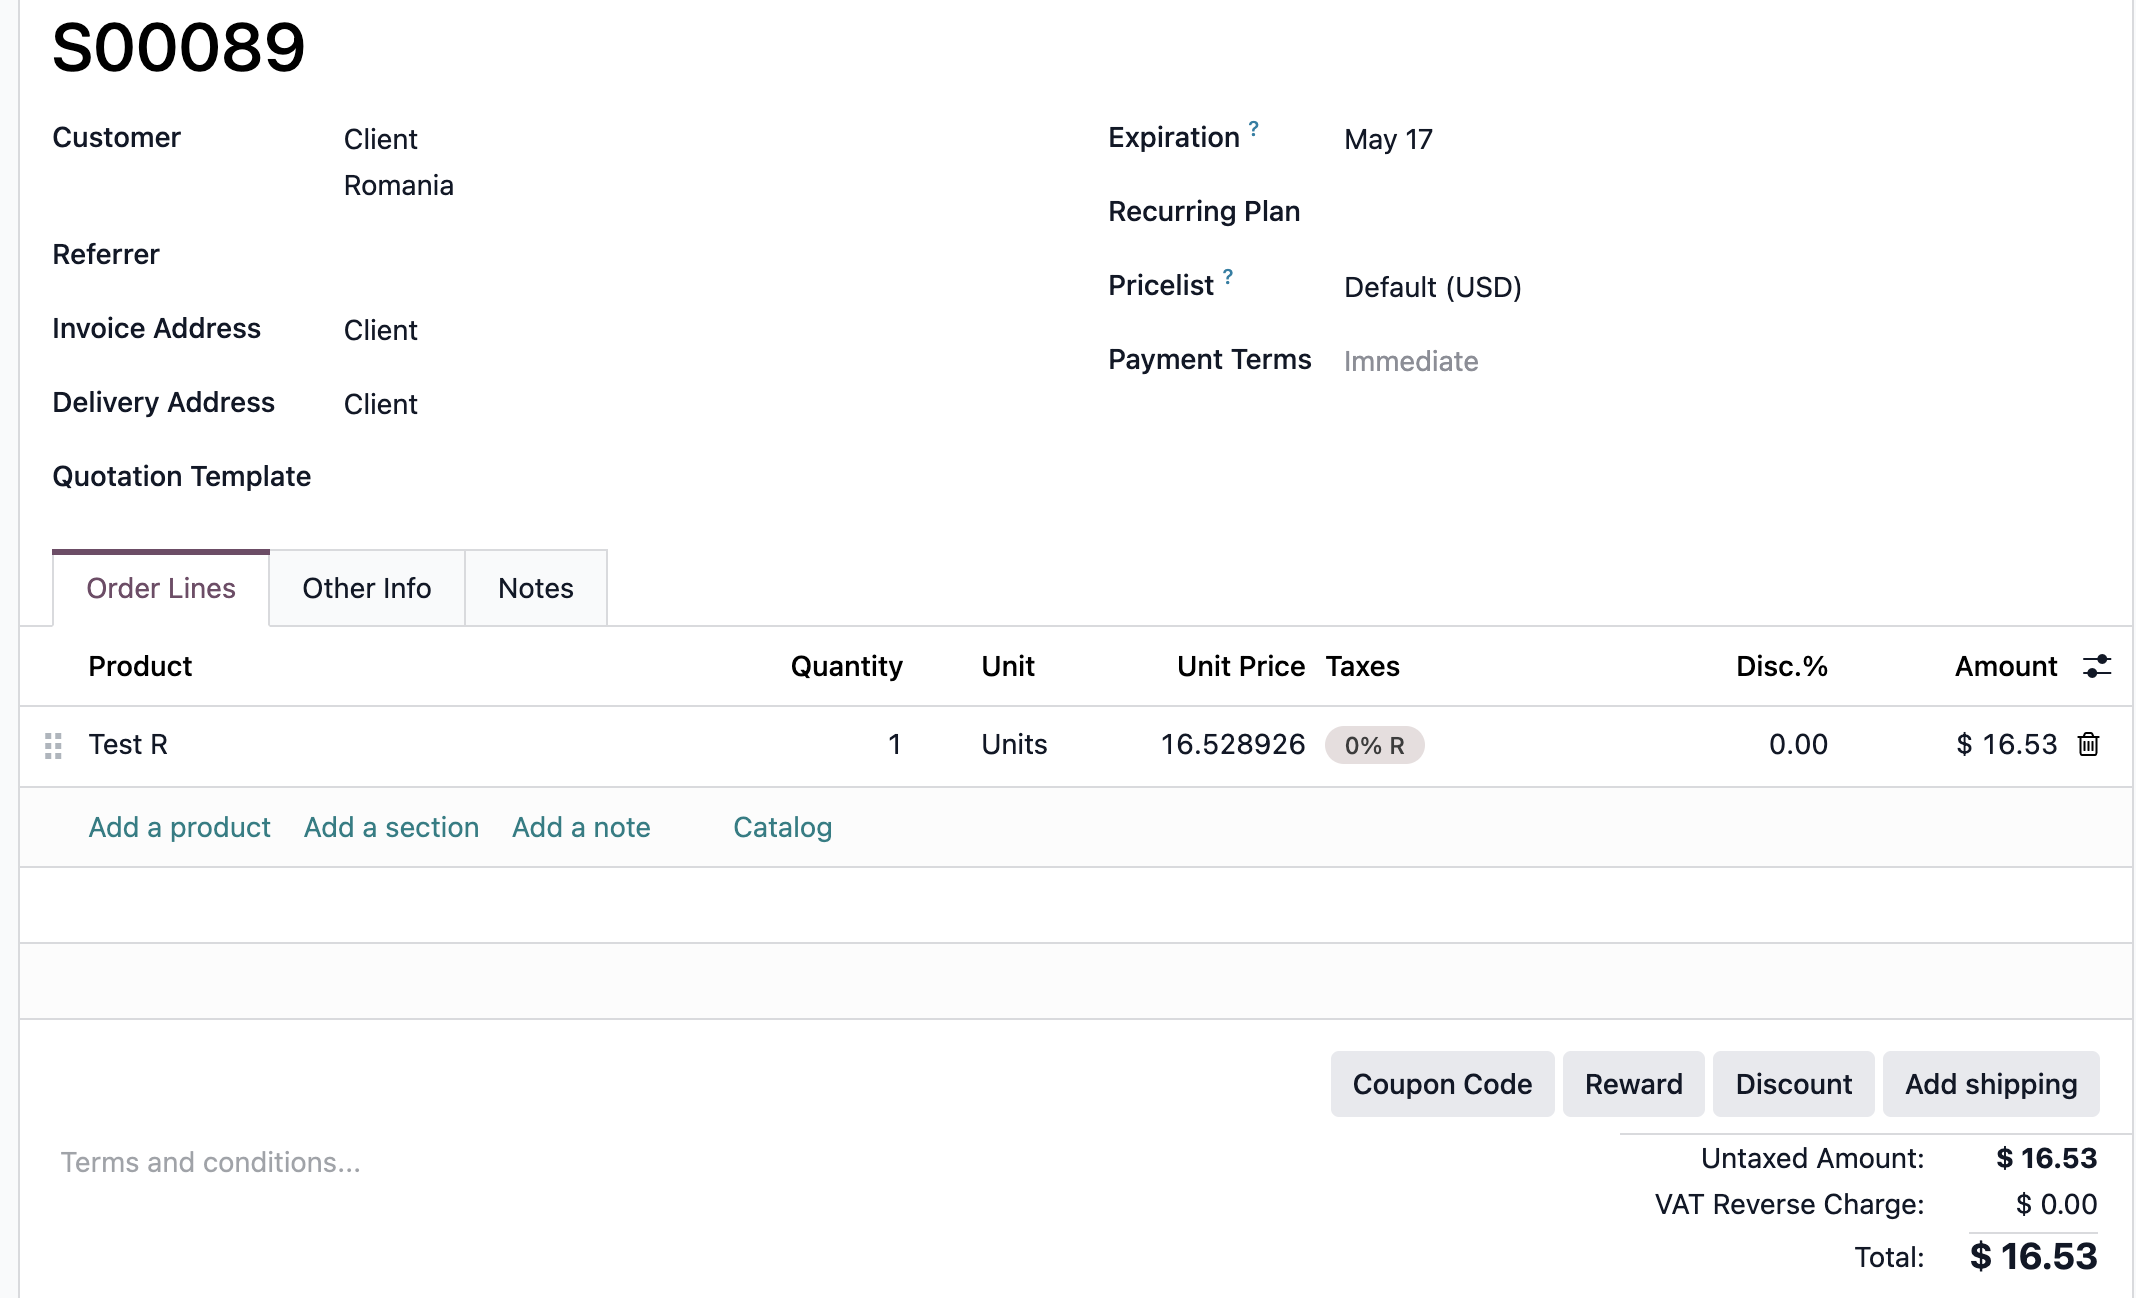 S00089
Customer Client
Romania
Referrer
Invoice Address Client
Delivery Address Client
Quotation Template
Expiration ? May 17
Recurring Plan
Pricelist ? Default (USD)
Payment Terms Immediate
Order Lines Other Info Notes
Product Quantity Unit Unit Price Taxes Disc.% Amount
Test R 1 Units 16.528926 0% R 0.00 $ 16.53
Add a product Add a section Add a note Catalog
Coupon Code Reward Discount Add shipping
Terms and conditions...
Untaxed Amount: $ 16.53
VAT Reverse Charge: $ 0.00
Total: $ 16.53